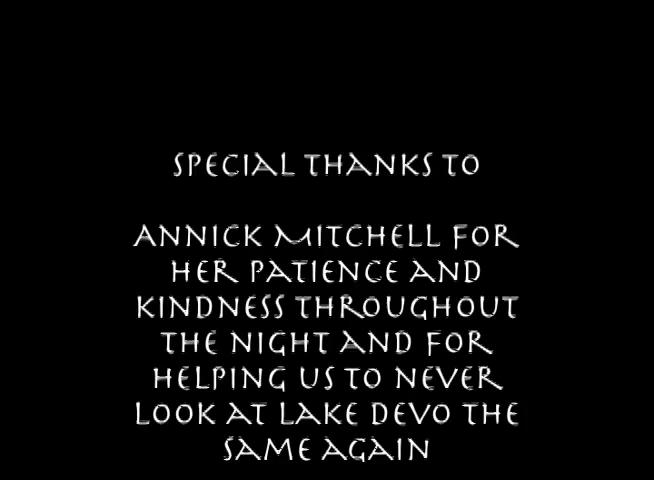 SPECIAL THANKS TO
ANNICK MITCHELL FOR
HER PATIENCE AND
KINDNESS THROUGHOUT
THE NIGHT AND FOR
HELPING US TO NEVER
LOOK AT LAKE DEVO THE
SAME AGAIN